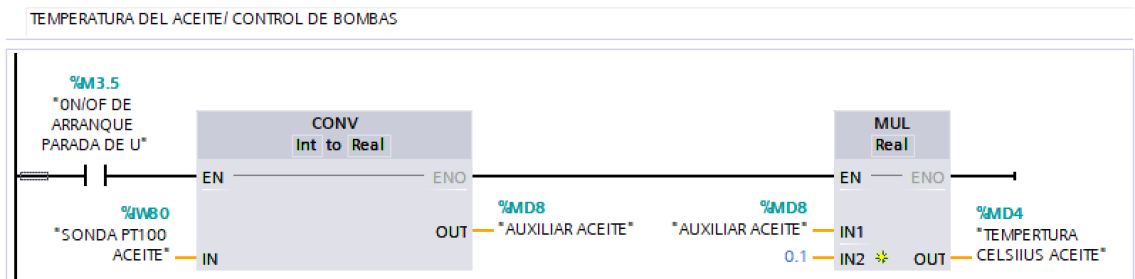 TEMPERATURA DEL ACEITE/ CONTROL DE BOMBAS
%M3.5
"0N/OF DE
ARRANQUE
PARADA DE U"
CONV
Int to Real
EN
ENO
%IW80
"SONDA PT100
ACEITE"
IN
OUT
%MD8
"AUXILIAR ACEITE"
MUL
Real
EN
ENO
%MD8
"AUXILIAR ACEITE"
IN1
0.1
IN2
OUT
%MD4
"TEMPERTURA
CELSIIUS ACEITE"